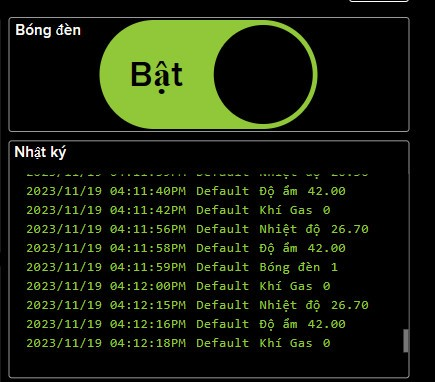 Bóng đèn
Bật
Nhật ký
2023/11/19 04:11:40PM Default Độ ẩm 42.00
2023/11/19 04:11:42PM Default Khí Gas 0
2023/11/19 04:11:56PM Default Nhiệt độ 26.70
2023/11/19 04:11:58PM Default Độ ẩm 42.00
2023/11/19 04:11:59PM Default Bóng đèn 1
2023/11/19 04:12:00PM Default Khí Gas 0
2023/11/19 04:12:15PM Default Nhiệt độ 26.70
2023/11/19 04:12:16PM Default Độ ẩm 42.00
2023/11/19 04:12:18PM Default Khí Gas 0